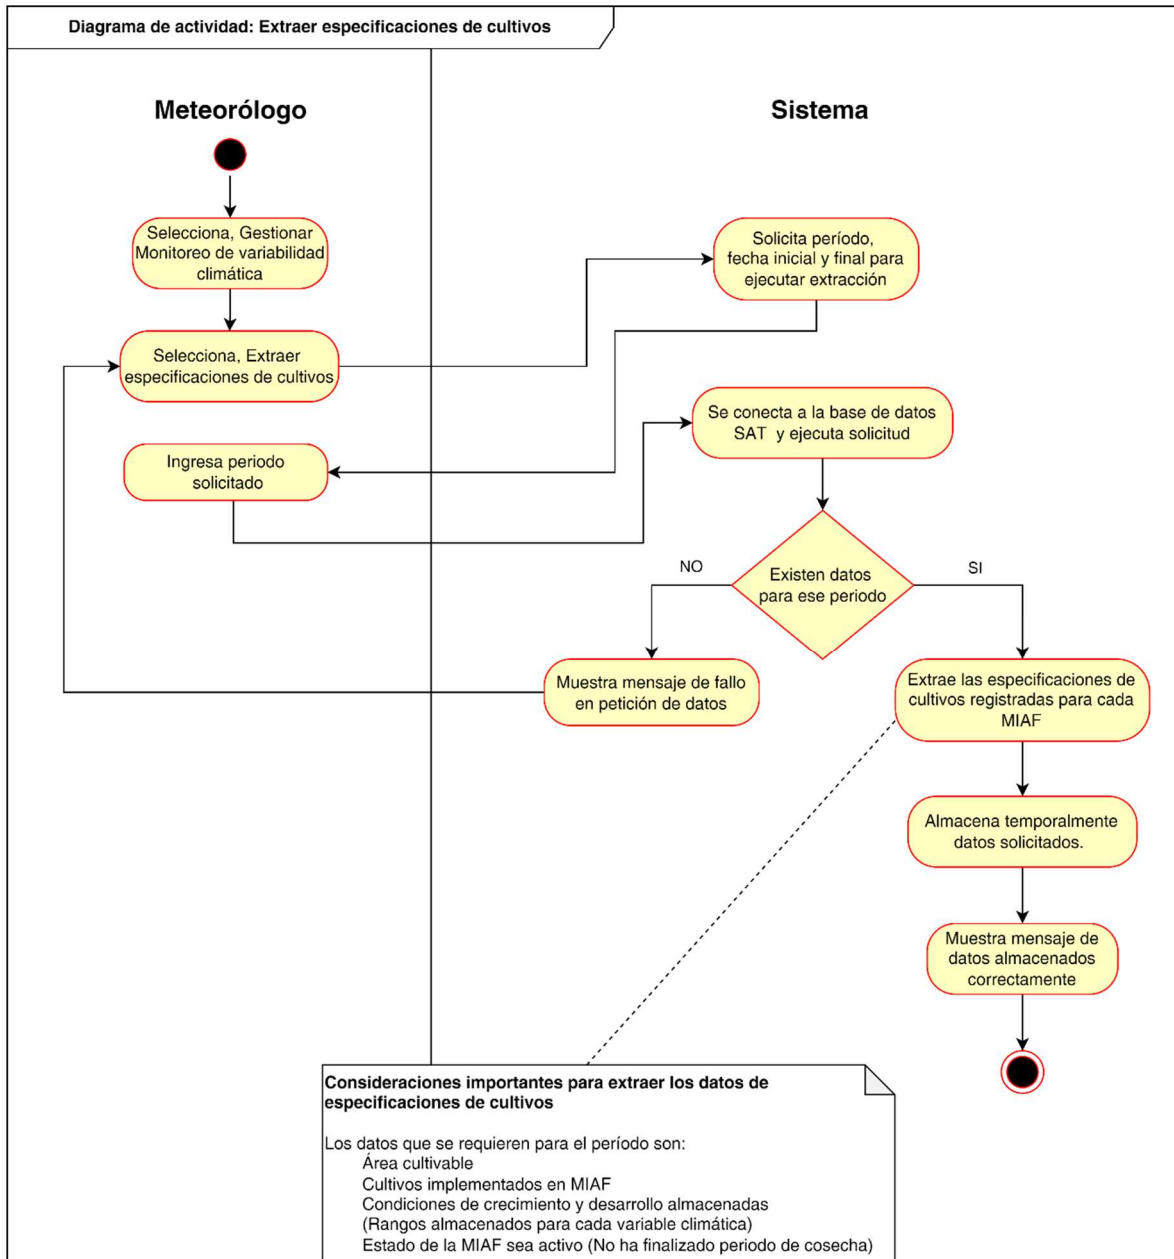 Diagrama de actividad: Extraer especificaciones de cultivos
Meteorólogo
Sistema
Selecciona, Gestionar
Monitoreo de variabilidad
climática
Solicita período,
fecha inicial y final para
ejecutar extracción
Selecciona, Extraer
especificaciones de cultivos
Se conecta a la base de datos
SAT y ejecuta solicitud
Ingresa periodo
solicitado
NO
SI
Existen datos
para ese periodo
Muestra mensaje de fallo
en petición de datos
Extrae las especificaciones de
cultivos registradas para cada
MIAF
Almacena temporalmente
datos solicitados.
Muestra mensaje de
datos almacenados
correctamente
Consideraciones importantes para extraer los datos de
especificaciones de cultivos
Los datos que se requieren para el período son:
Área cultivable
Cultivos implementados en MIAF
Condiciones de crecimiento y desarrollo almacenadas
(Rangos almacenados para cada variable climática)
Estado de la MIAF sea activo (No ha finalizado periodo de cosecha)